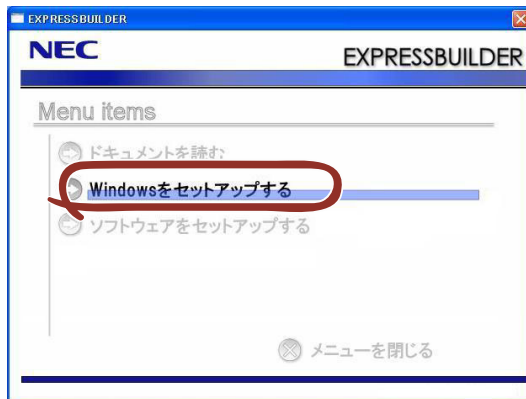 EXPRESSBUILDER
NEC
EXPRESSBUILDER
Menu items
ドキュメントを読む
Windowsをセットアップする
ソフトウェアをセットアップする
メニューを閉じる